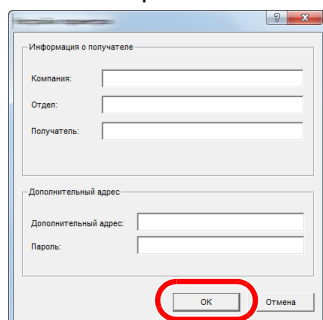 Информация о получателе
Компания:
Отдел:
Получатель:
Дополнительный адрес
Дополнительный адрес:
Пароль:
OK
Отмена